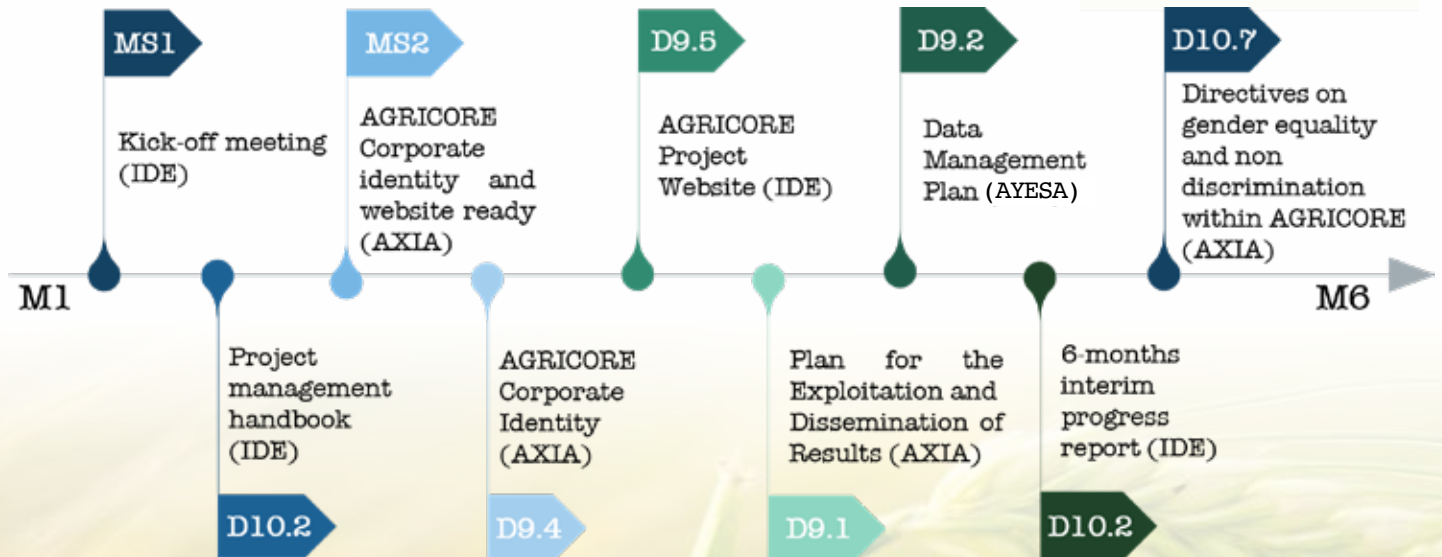 MS1
Kick-off meeting
(IDE)
MS2
AGRICORE
Corporate
identity and
website ready
(AXIA)
D9.5
AGRICORE
Project
Website (IDE)
D9.2
Data
Management
Plan (AYESA)
D10.7
Directives on
gender equality
and non
discrimination
within AGRICORE
(AXIA)
M1
M6
Project
management
handbook
(IDE)
D10.2
AGRICORE
Corporate
Identity
(AXIA)
D9.4
Plan for the
Exploitation and
Dissemination of
Results (AXIA)
D9.1
6-months
interim
progress
report (IDE)
D10.2